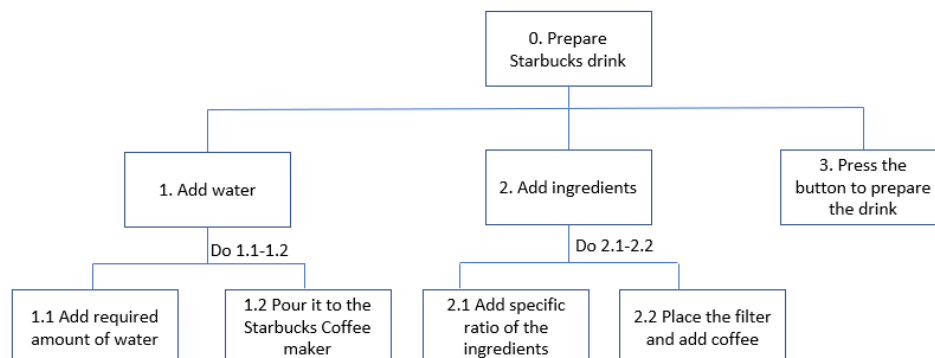 0. Prepare
Starbucks drink
1. Add water
2. Add ingredients
3. Press the
button to prepare
the drink
Do 1.1-1.2
Do 2.1-2.2
1.1 Add required
amount of water
1.2 Pour it to the
Starbucks Coffee
maker
2.1 Add specific
ratio of the
ingredients
2.2 Place the filter
and add coffee